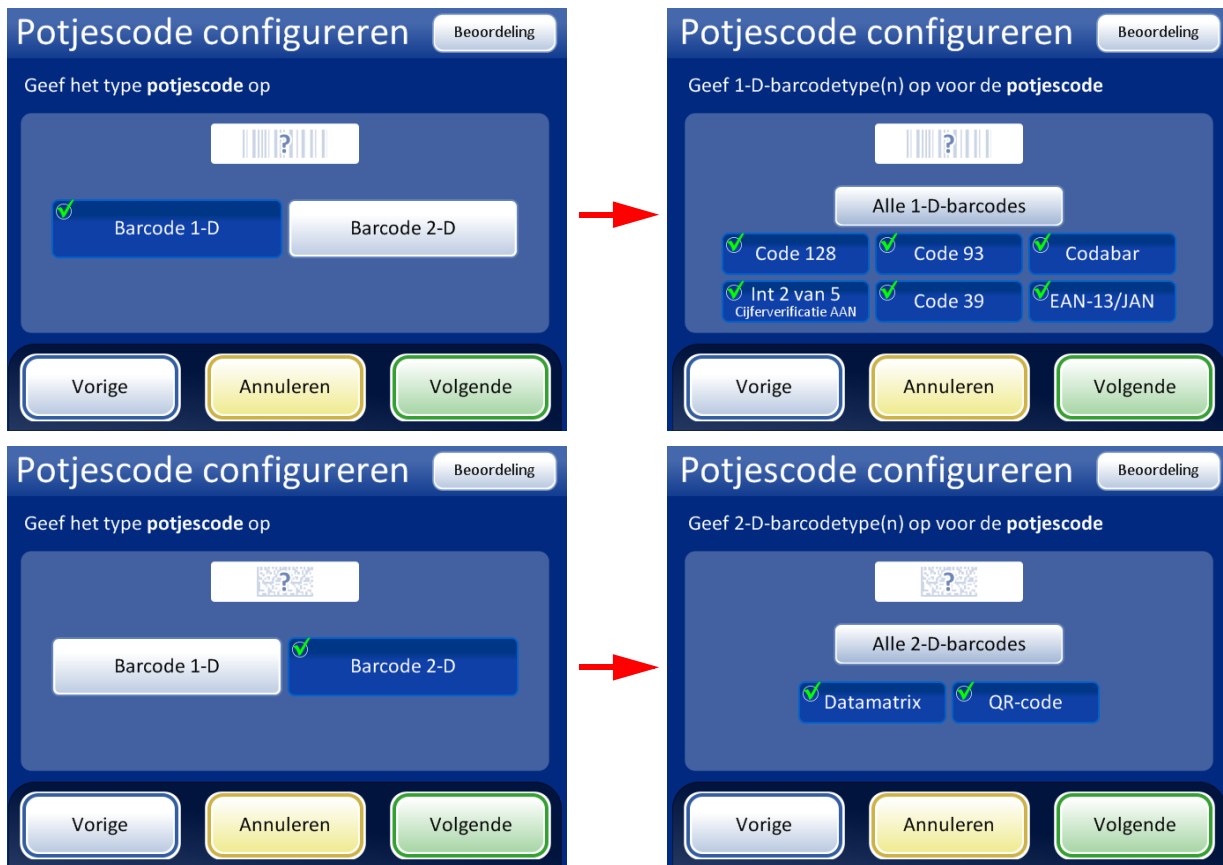 Potjescode configureren
Beoordeling
Geef het type potjescode op
?
Barcode 1-D
Barcode 2-D
Vorige
Annuleren
Volgende
Potjescode configureren
Beoordeling
Geef 1-D-barcodetype(n) op voor de potjescode
?
Alle 1-D-barcodes
Code 128
Code 93
Codabar
Int 2 van 5
Cijferverificatie AAN
Code 39
EAN-13/JAN
Vorige
Annuleren
Volgende
Potjescode configureren
Beoordeling
Geef het type potjescode op
?
Barcode 1-D
Barcode 2-D
Vorige
Annuleren
Volgende
Potjescode configureren
Beoordeling
Geef 2-D-barcodetype(n) op voor de potjescode
?
Alle 2-D-barcodes
Datamatrix
QR-code
Vorige
Annuleren
Volgende